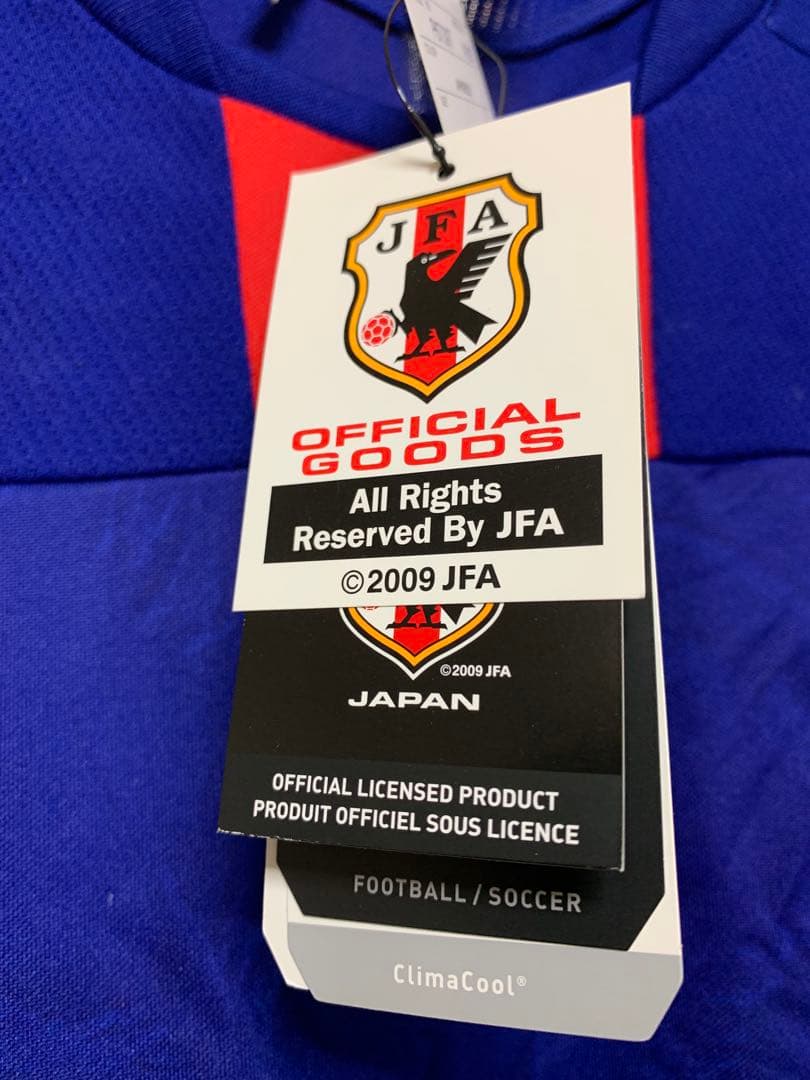 JFA
OFFICIAL
GOODS
All Rights
Reserved By JFA
©2009 JFA
©2009 JFA
JAPAN
OFFICIAL LICENSED PRODUCT
PRODUIT OFFICIEL SOUS LICENCE
FOOTBALL / SOCCER
ClimaCool®